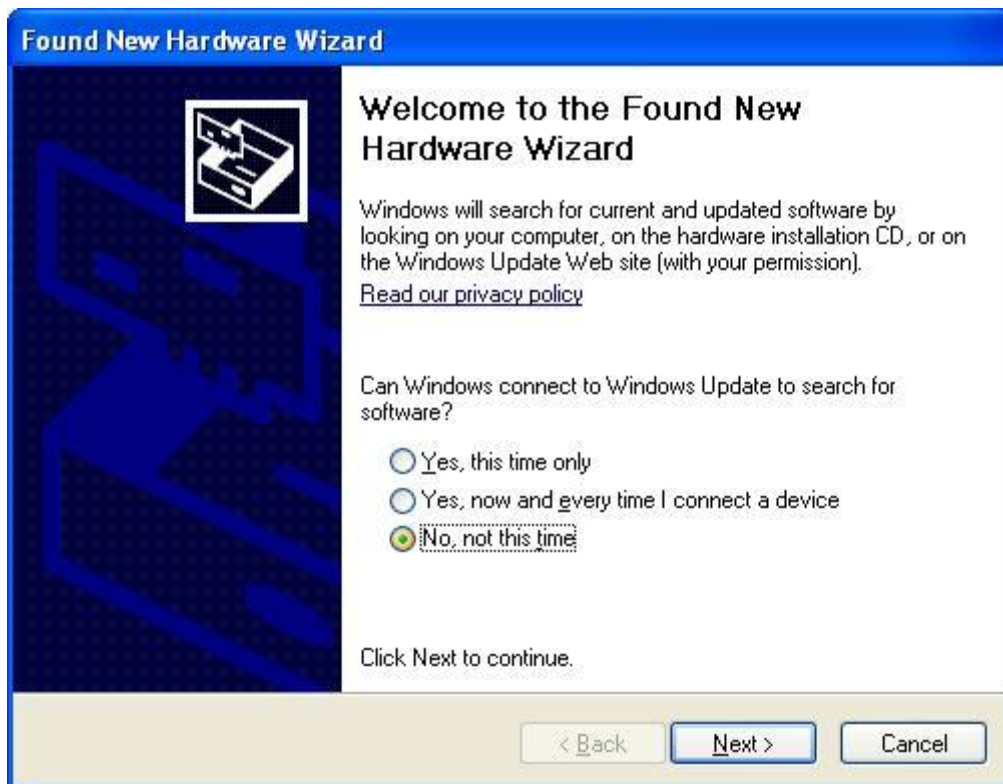 Found New Hardware Wizard
Welcome to the Found New
Hardware Wizard
Windows will search for current and updated software by
looking on your computer, on the hardware installation CD, or on
the Windows Update Web site (with your permission).
Read our privacy policy
Can Windows connect to Windows Update to search for
software?
Yes, this time only
Yes, now and every time I connect a device
No, not this time
Click Next to continue.
< Back
Next >
Cancel